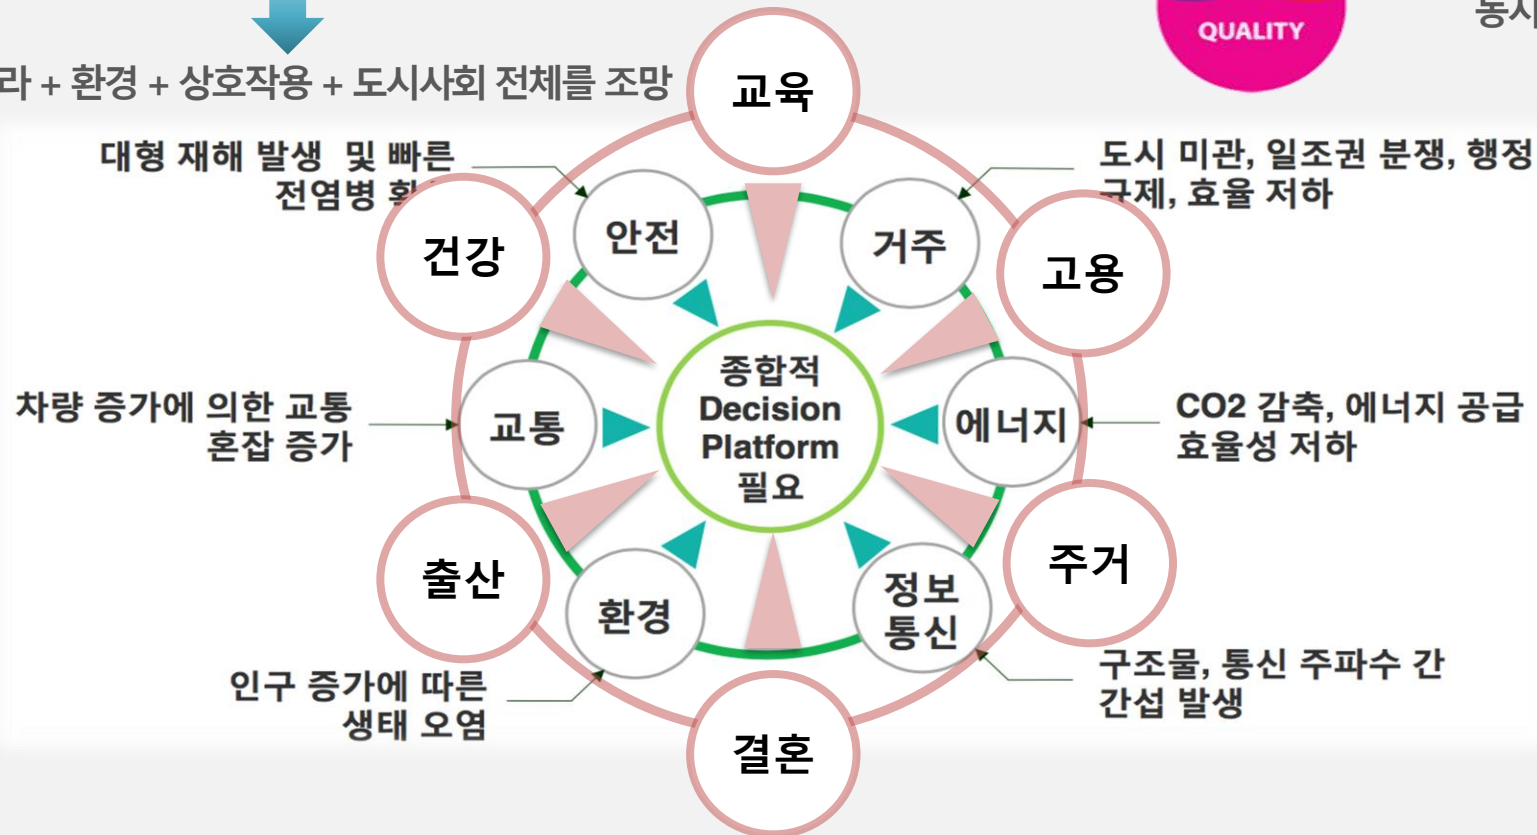 QUALITY
라 + 환경 + 상호작용 + 도시사회 전체를 조망
교육
대형 재해 발생 및 빠른
전염병
도시 미관, 일조권 분쟁, 행정
규제, 효율 저하
건강
안전
거주
고용
차량 증가에 의한 교통
혼잡 증가
교통
종합적
Decision
Platform
필요
에너지
CO2 감축, 에너지 공급
효율성 저하
출산
환경
정보
통신
주거
인구 증가에 따른
생태 오염
구조물, 통신 주파수 간
간섭 발생
결혼